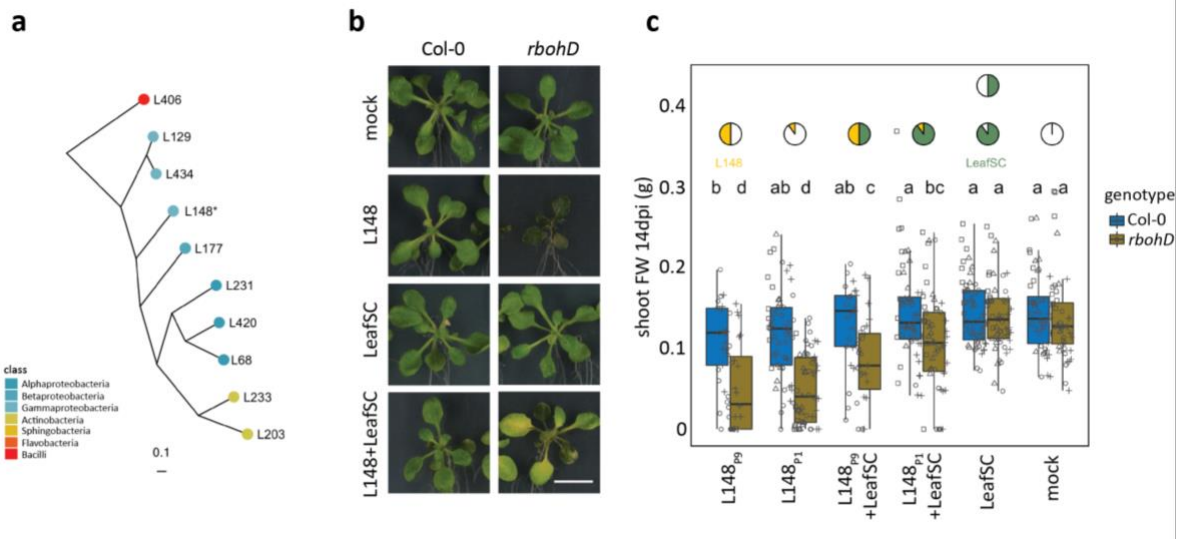 a
L406
L129
L434
L148*
L177
L231
L420
L68
L233
L203
class
Alphaproteobacteria
Betaproteobacteria
Gammaproteobacteria
Actinobacteria
Sphingobacteria
Flavobacteria
Bacilli
0.1
b
Col-0
rbohD
mock
L148
LeafSC
L148+LeafSC
c
shoot FW 14dpi (g)
0.4
0.3
0.2
0.1
0
L148
LeafSC
b d ab d ab c a bc a a a a
L148P9
L148P1
L148P9
+LeafSC
L148P1
+LeafSC
LeafSC
mock
genotype
Col-0
rbohD